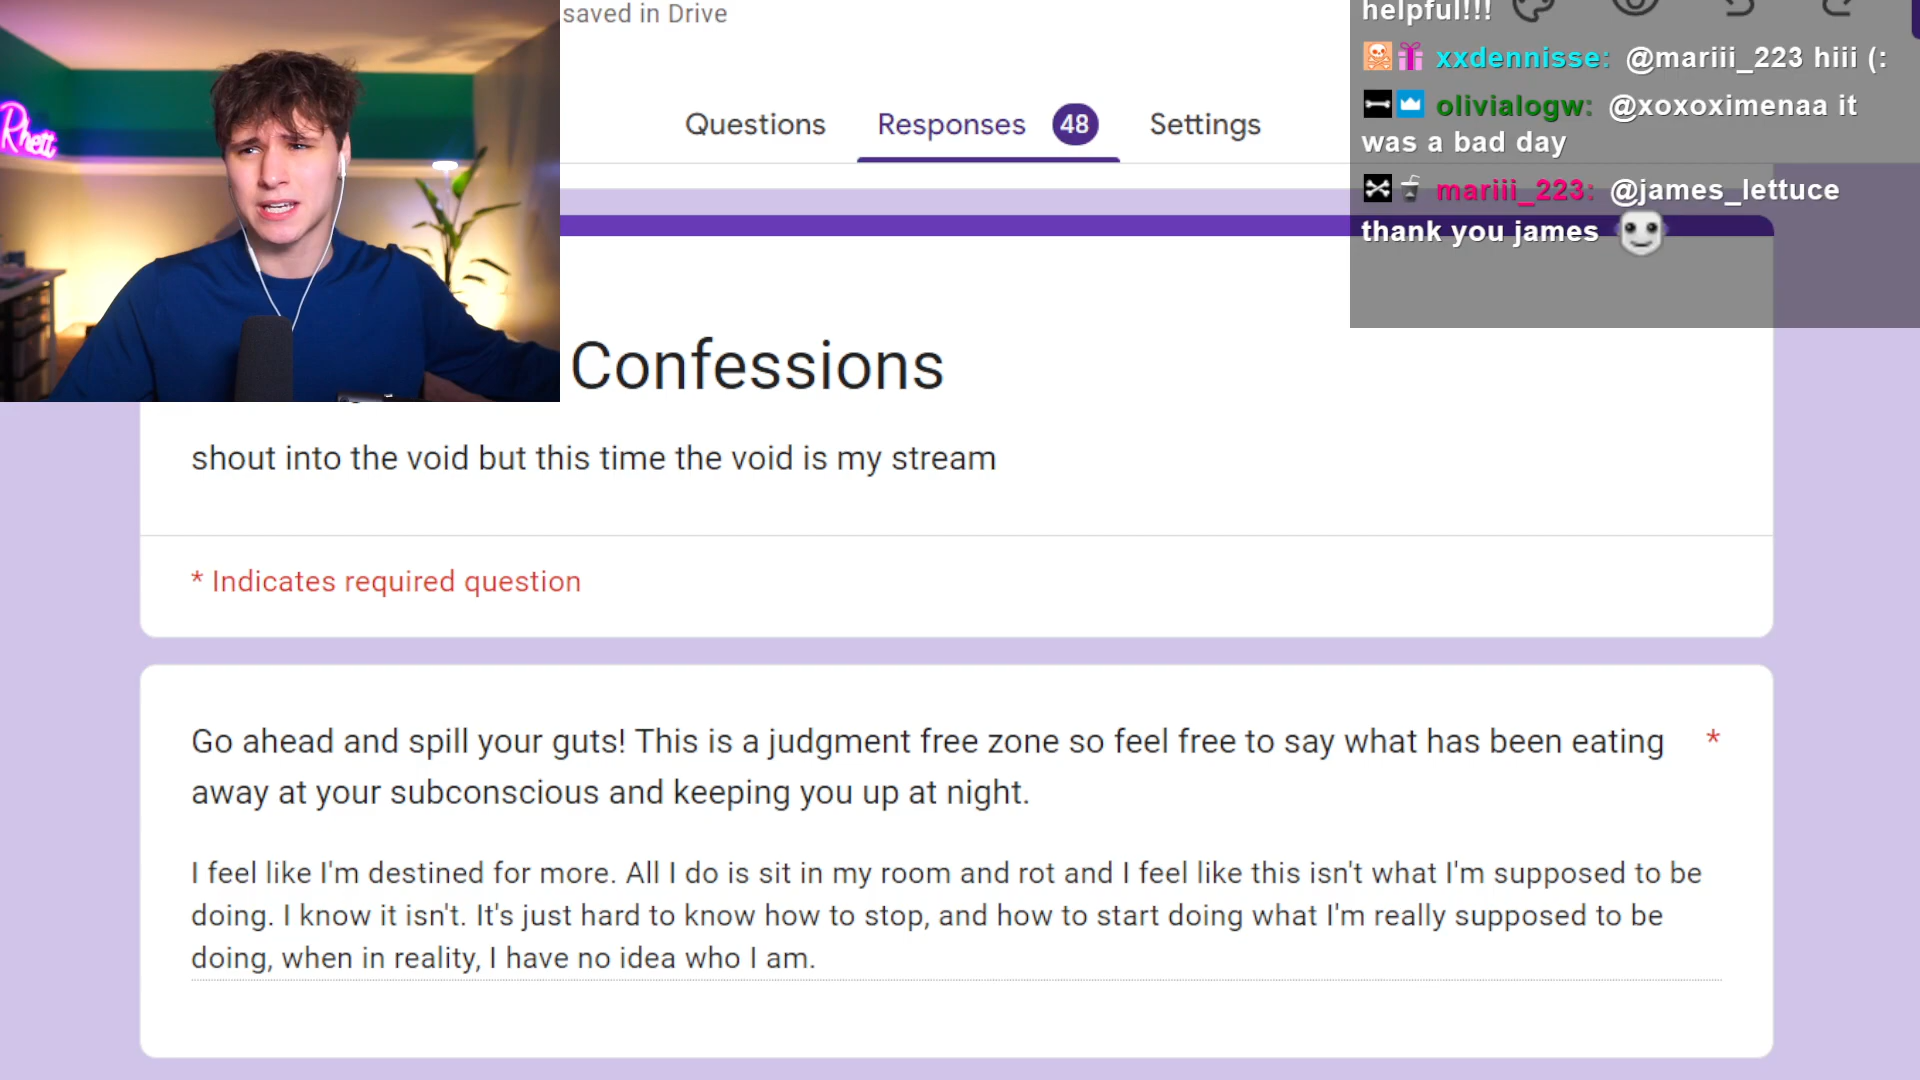 saved in Drive
Rhett
Questions
Responses
48
Settings
helpful!!!
xxdennisse: @mariii_223 hiii (:
olivialogw: @xoxoximenaa it
was a bad day
mariii_223: @james_lettuce
thank you james
Confessions
shout into the void but this time the void is my stream
* Indicates required question
Go ahead and spill your guts! This is a judgment free zone so feel free to say what has been eating *
away at your subconscious and keeping you up at night.
I feel like I'm destined for more. All I do is sit in my room and rot and I feel like this isn't what I'm supposed to be
doing. I know it isn't. It's just hard to know how to stop, and how to start doing what I'm really supposed to be
doing, when in reality, I have no idea who I am.